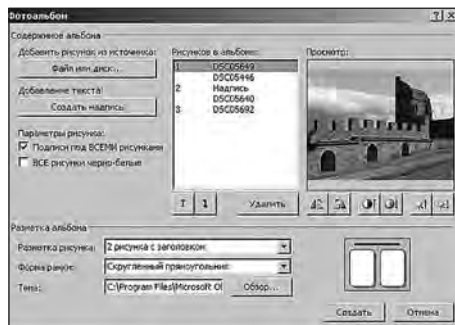 Фотоальбом
Содержимое альбома
Добавить рисунок из источника:
Файл или диск...
Добавление текста:
Создать надпись
Параметры рисунка:
Подписи под ВСЕМИ рисунками
ВСЕ рисунки черно-белые
Рисунков в альбоме:
1 DSC05649
DSC05446
2 Надпись
DSC05640
3 DSC05692
Удалить
Просмотр:
Разметка альбома
Разметка рисунка: 2 рисунка с заголовком
Форма рамки: Скругленный прямоугольник
Тема: C:\Program Files\Microsoft Of
Обзор...
Создать
Отмена